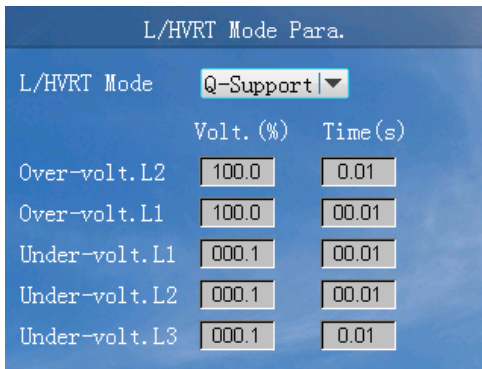 L/HVRT Mode Para.
L/HVRT Mode Q-Support
Volt.(%) Time(s)
Over-volt.L2 100.0 0.01
Over-volt.L1 100.0 00.01
Under-volt.L1 000.1 00.01
Under-volt.L2 000.1 00.01
Under-volt.L3 000.1 0.01